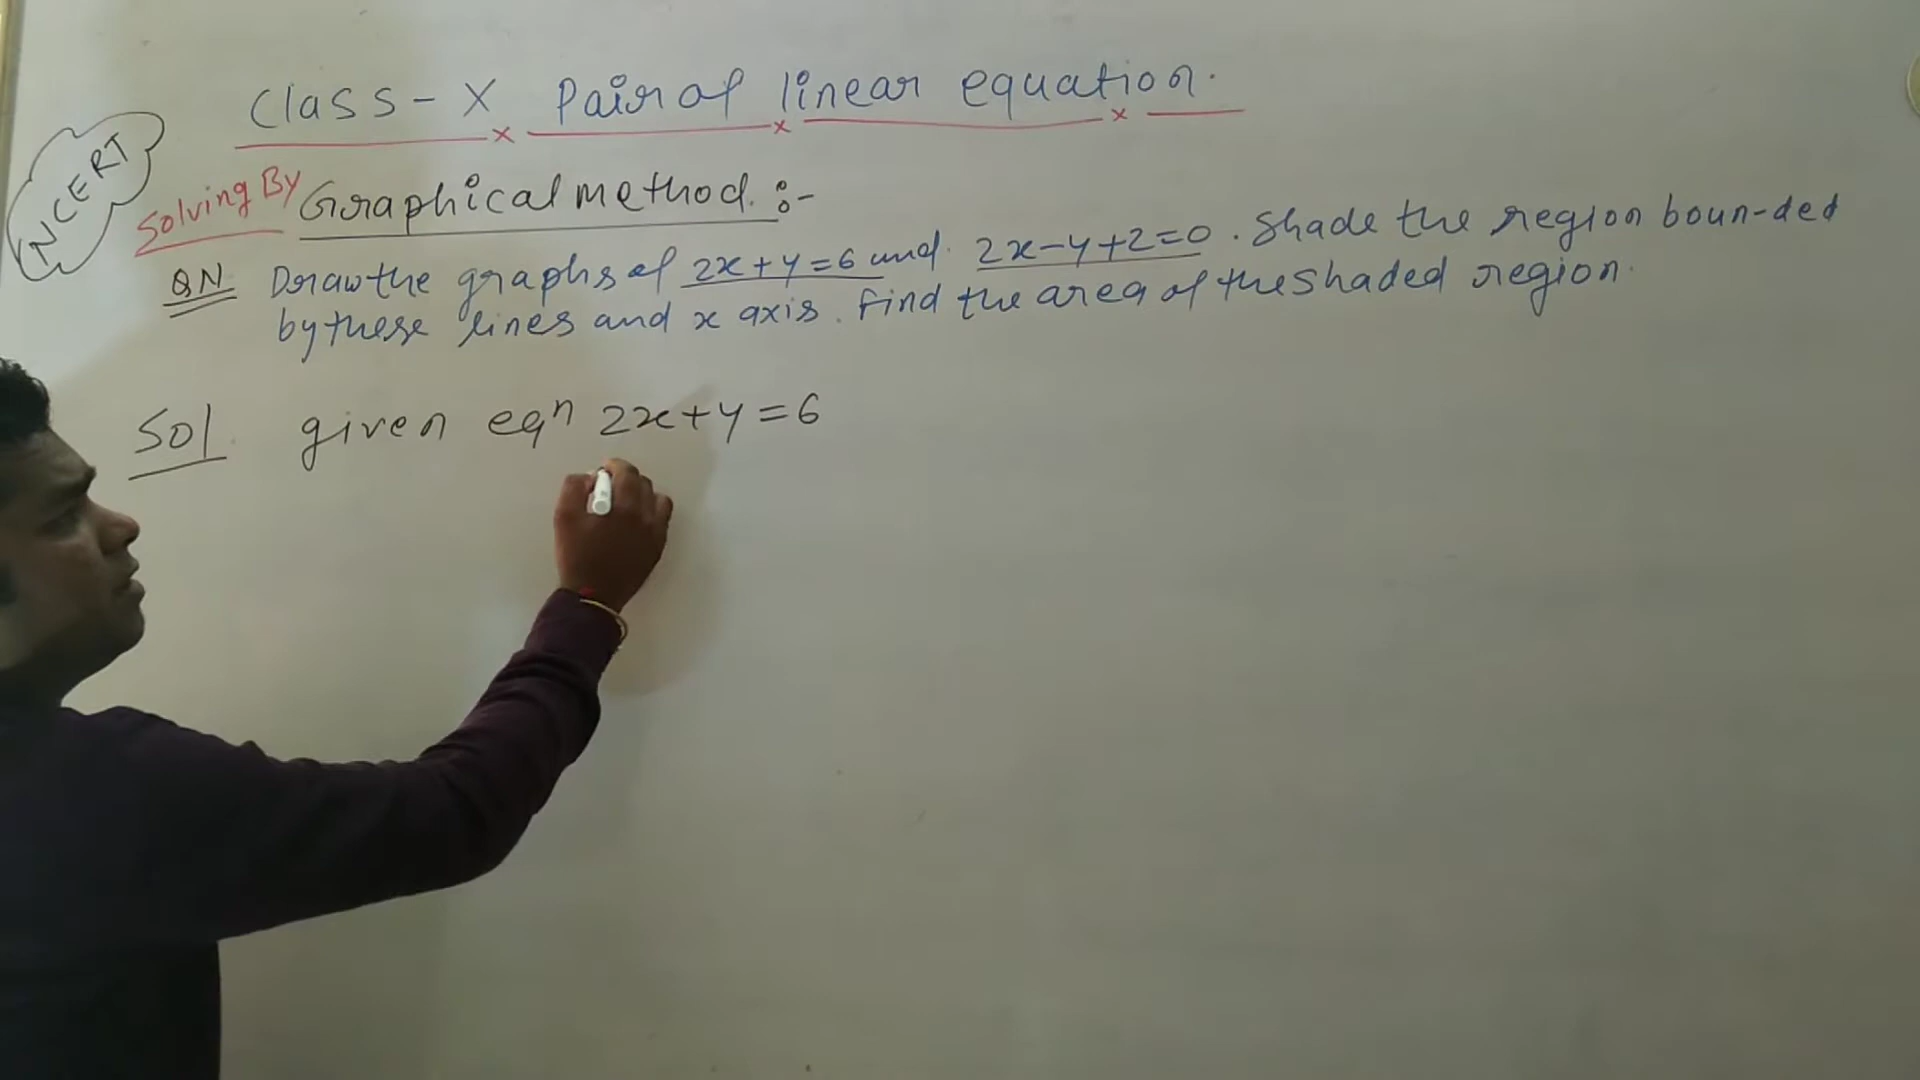 Class - X Pair of linear equation.
NCERT
Solving By Graphical method :-
QN Draw the graphs of 2x+y=6 and 2x-y+2=0. Shade the region boun-ded
by these lines and x axis. Find the area of the shaded region.
Sol. given eqn 2x+y=6